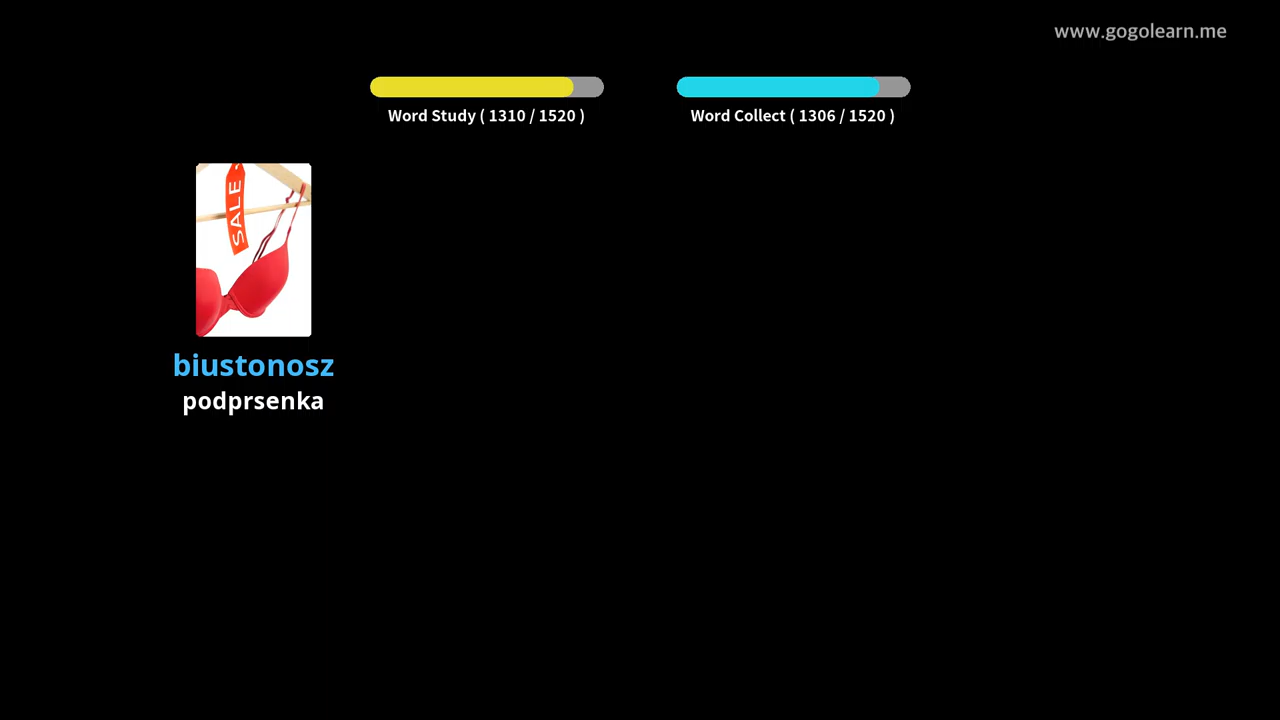 www.gogolearn.me
Word Study ( 1310 / 1520 )
Word Collect ( 1306 / 1520 )
SALE
biustonosz
podprsenka